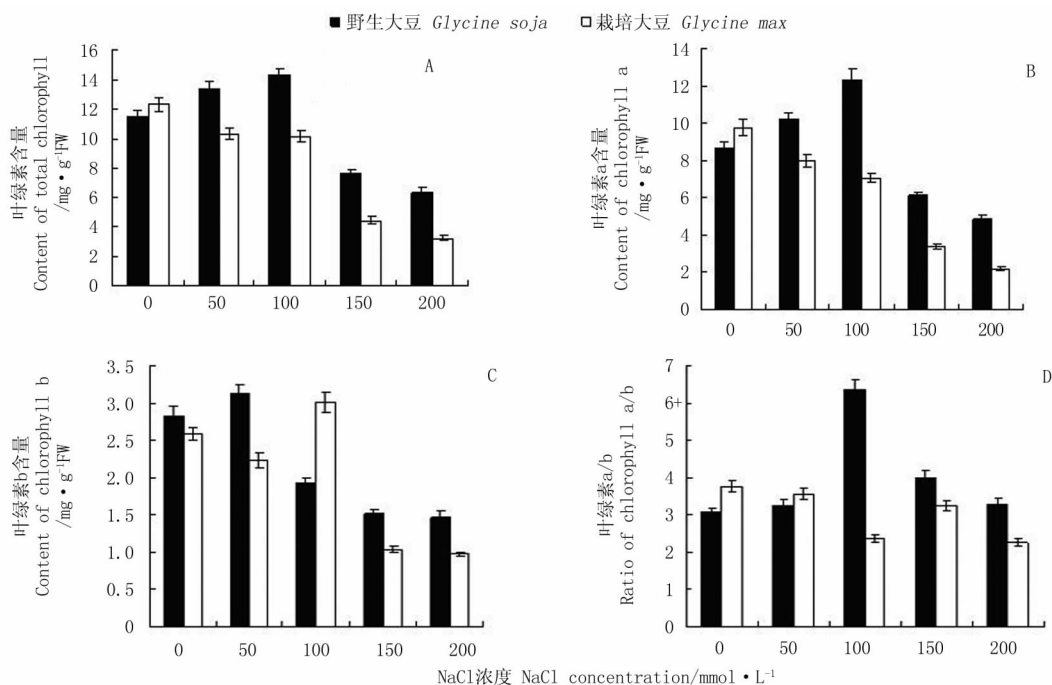 野生大豆 Glycine soja 栽培大豆 Glycine max
A
叶绿素含量
Content of total chlorophyll
/mg·g⁻¹FW
16
14
12
10
8
6
4
2
0
0 50 100 150 200
B
叶绿素a含量
Content of chlorophyll a
/mg·g⁻¹FW
14
12
10
8
6
4
2
0
0 50 100 150 200
C
叶绿素b含量
Content of chlorophyll b
/mg·g⁻¹FW
3.5
3.0
2.5
2.0
1.5
1.0
0.5
0
0 50 100 150 200
D
叶绿素a/b
Ratio of chlorophyll a/b
7
6+
5
4
3
2
1
0
0 50 100 150 200
NaCl浓度 NaCl concentration/mmol·L⁻¹